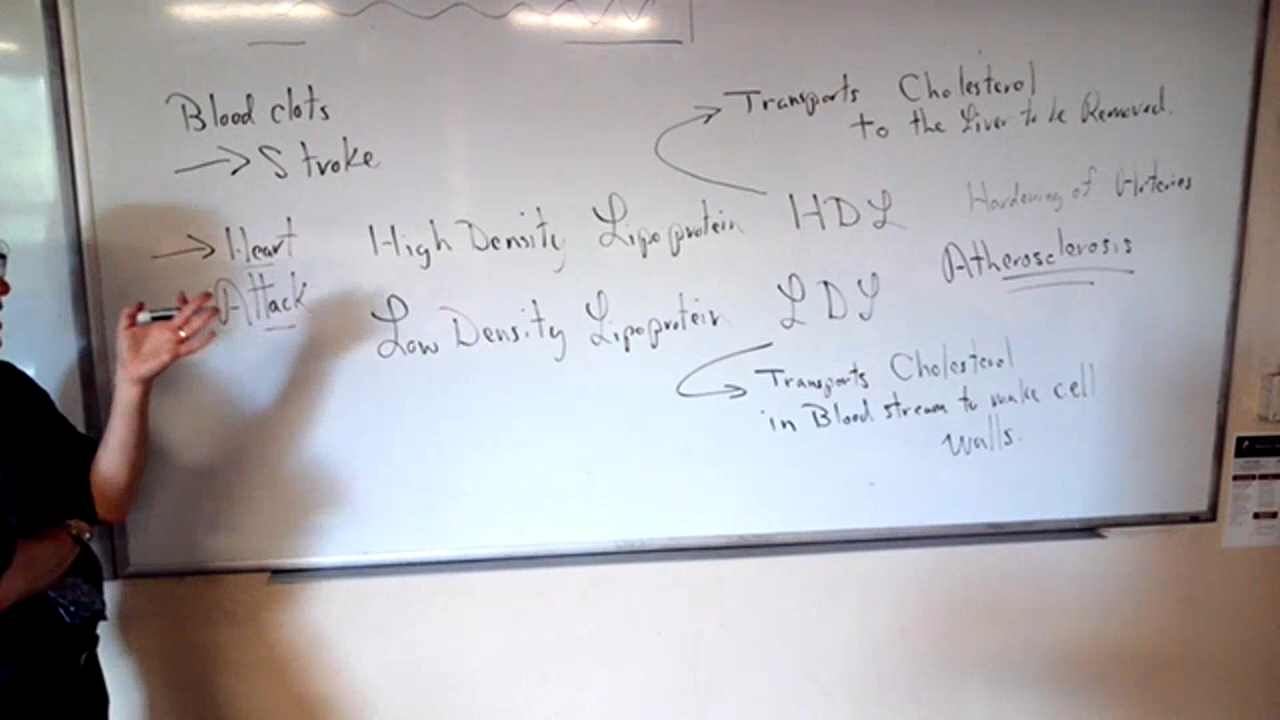 Blood clots
→ Stroke
→ Heart
Attack
High Density Lipoprotein HDL
Low Density Lipoprotein LDL
Transports Cholesterol
to the Liver to be Removed.
Hardening of Arteries
Atherosclerosis
Transports Cholesterol
in Blood stream to make cell
walls.